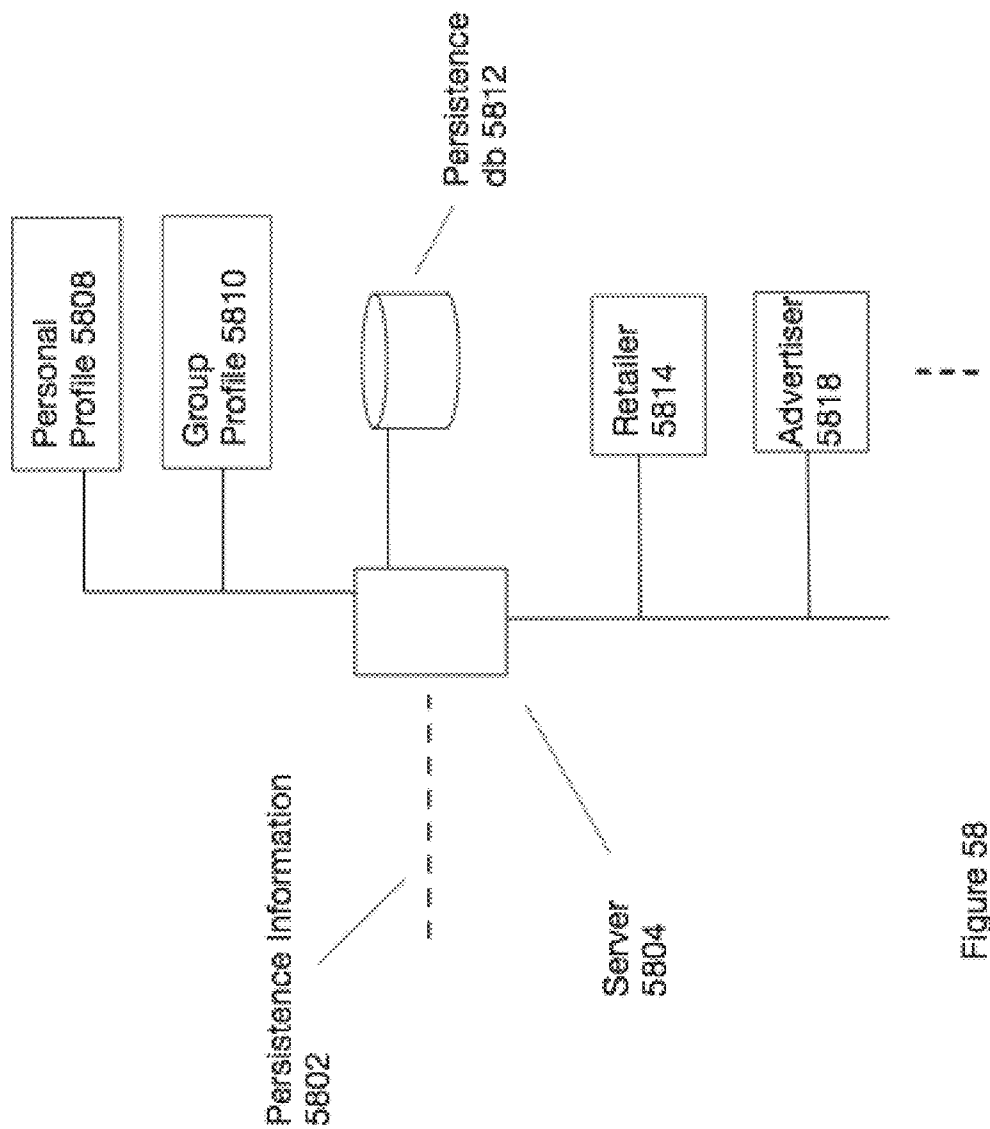 Persistence Information
5802
Server
5804
Personal
Profile 5808
Group
Profile 5810
Persistence
db 5812
Retailer
5814
Advertiser
5818
Figure 58